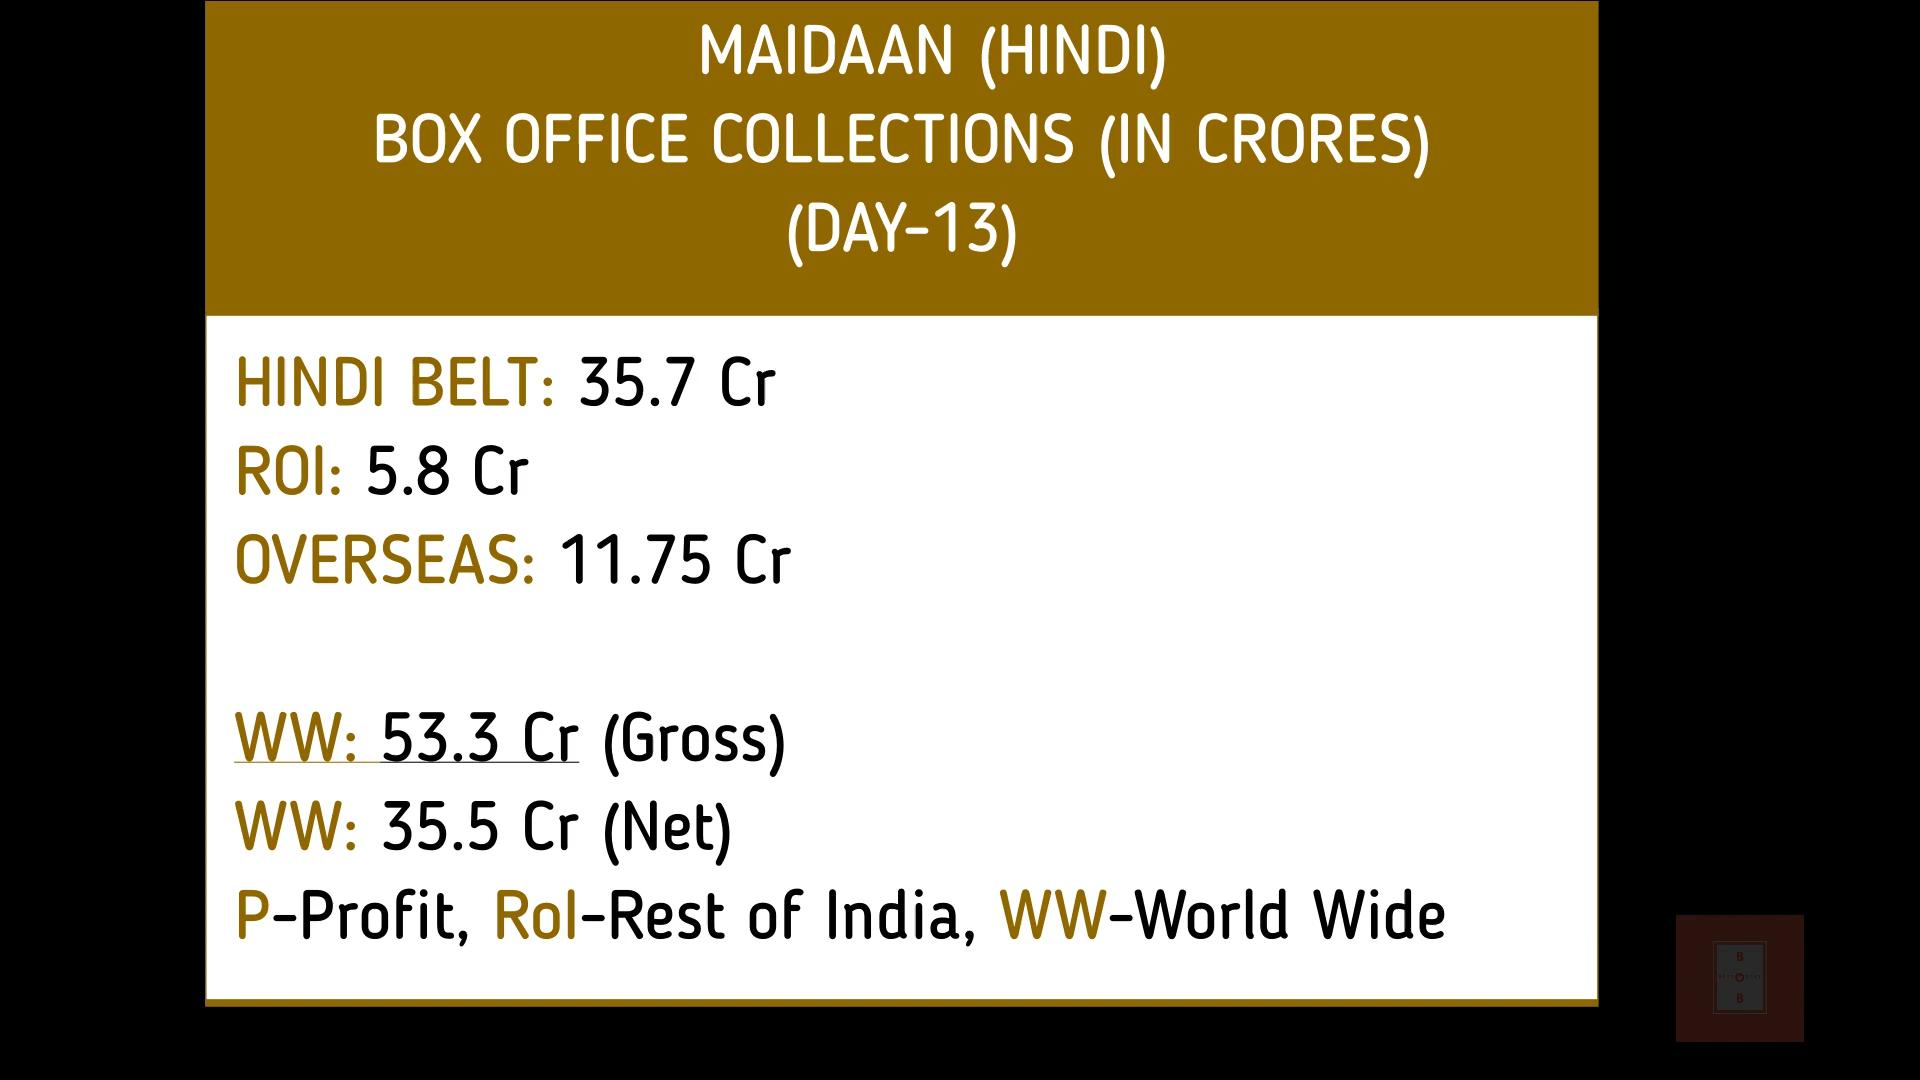 MAIDAAN (HINDI)
BOX OFFICE COLLECTIONS (IN CRORES)
(DAY-13)
HINDI BELT: 35.7 Cr
ROI: 5.8 Cr
OVERSEAS: 11.75 Cr
WW: 53.3 Cr (Gross)
WW: 35.5 Cr (Net)
P-Profit, RoI-Rest of India, WW-World Wide
B
O
B